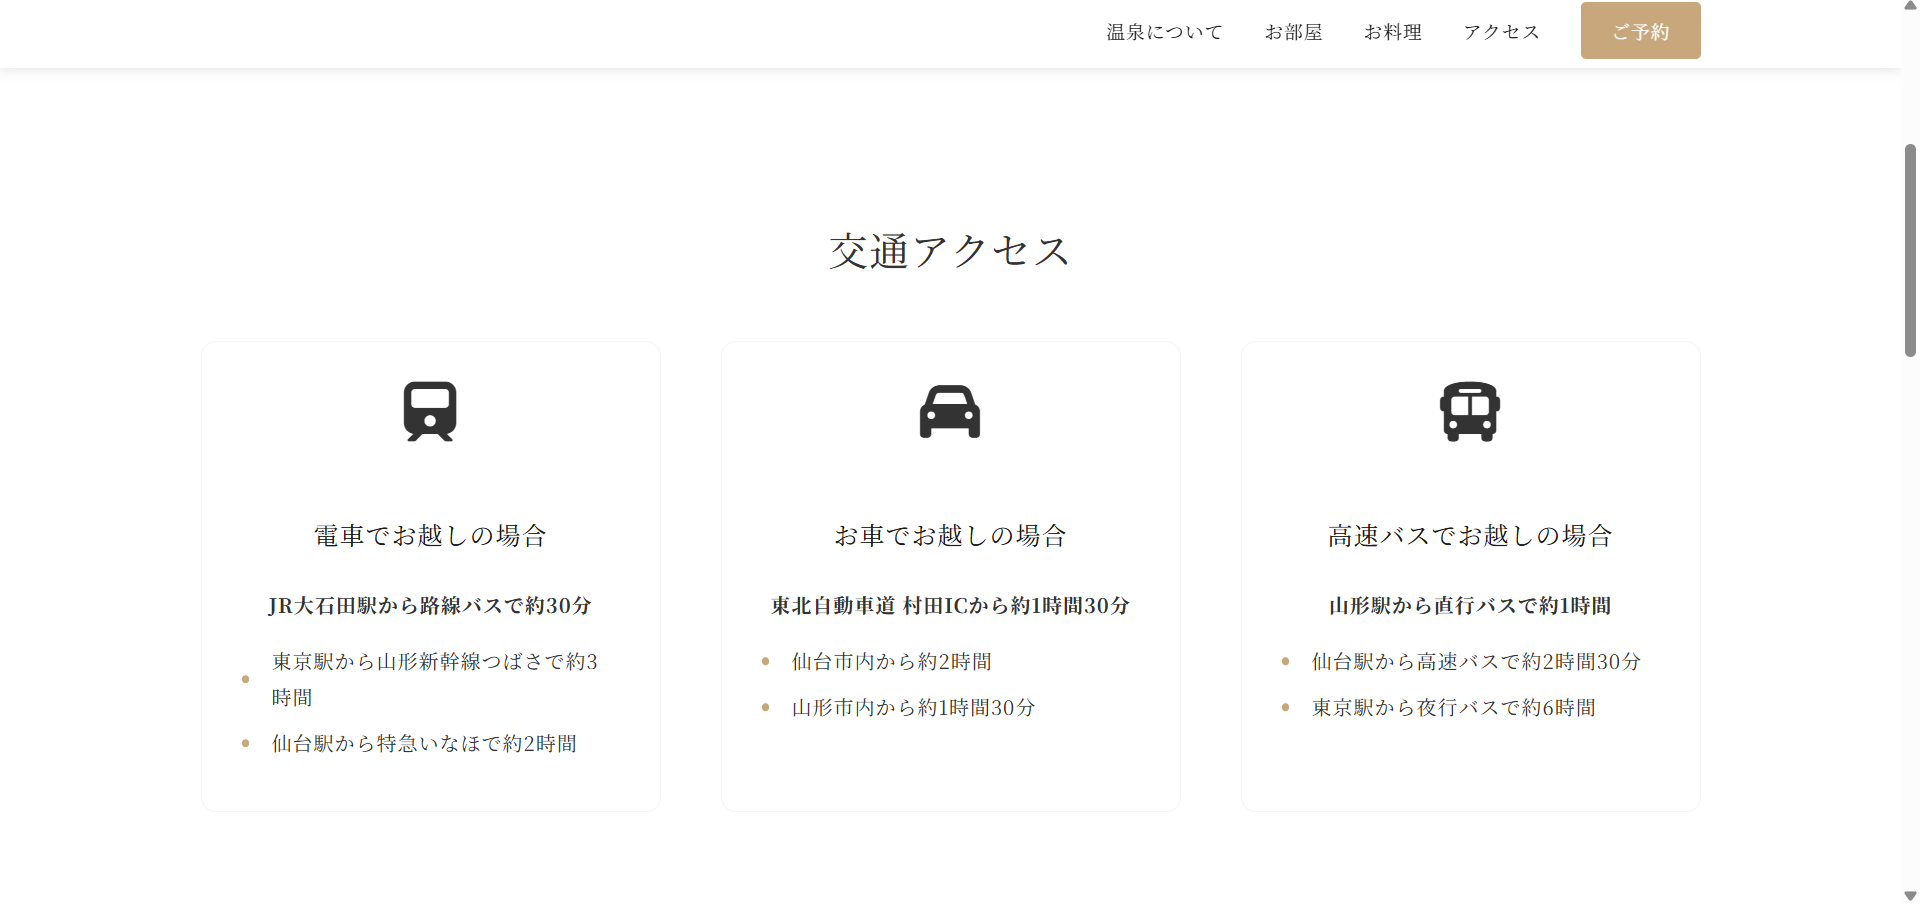 温泉について
お部屋
お料理
アクセス
ご予約
交通アクセス
電車でお越しの場合
JR大石田駅から路線バスで約30分
東京駅から山形新幹線つばさで約3
時間
仙台駅から特急いなほで約2時間
お車でお越しの場合
東北自動車道 村田ICから約1時間30分
仙台市内から約2時間
山形市内から約1時間30分
高速バスでお越しの場合
山形駅から直行バスで約1時間
仙台駅から高速バスで約2時間30分
東京駅から夜行バスで約6時間